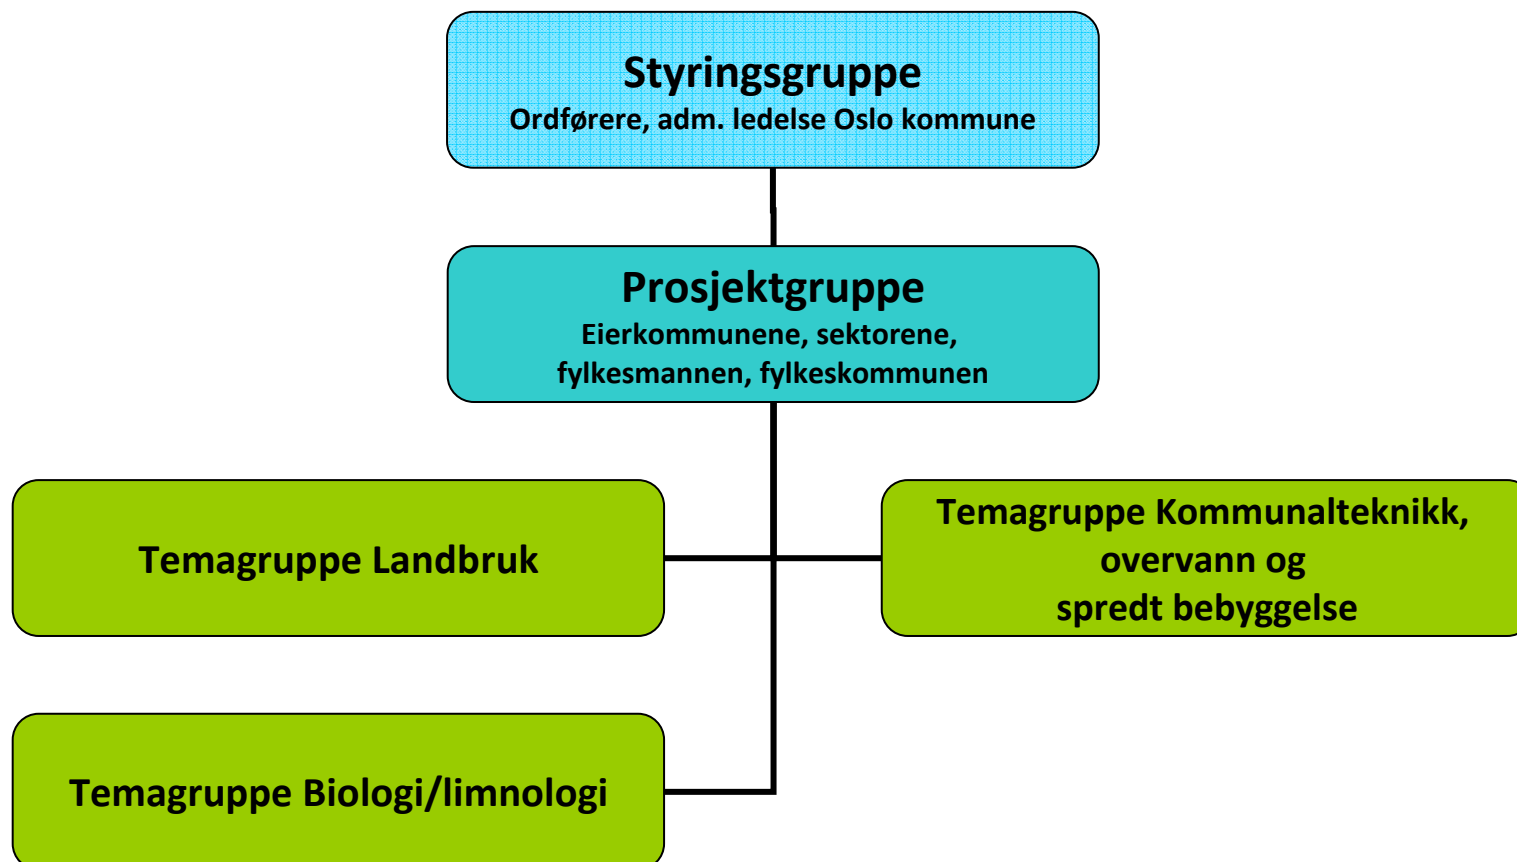 Styringsgruppe
Ordførere, adm. ledelse Oslo kommune
Prosjektgruppe
Eierkommunene, sektorene,
fylkesmannen, fylkeskommunen
Temagruppe Landbruk
Temagruppe Kommunalteknikk,
overvann og
spredt bebyggelse
Temagruppe Biologi/limnologi